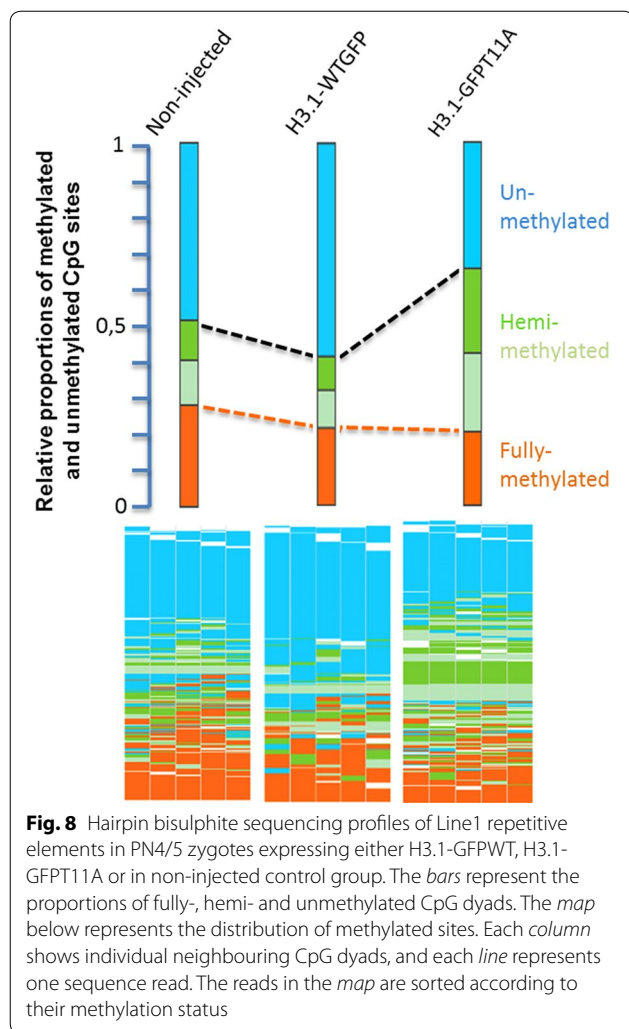 Non-injected
H3.1-WTGFP
H3.1-GFPT11A
Relative proportions of methylated
and unmethylated CpG sites
1
0,5
0
Un-
methylated
Hemi-
methylated
Fully-
methylated
Fig. 8 Hairpin bisulphite sequencing profiles of Line1 repetitive
elements in PN4/5 zygotes expressing either H3.1-GFPWT, H3.1-
GFPT11A or in non-injected control group. The bars represent the
proportions of fully-, hemi- and unmethylated CpG dyads. The map
below represents the distribution of methylated sites. Each column
shows individual neighbouring CpG dyads, and each line represents
one sequence read. The reads in the map are sorted according to
their methylation status